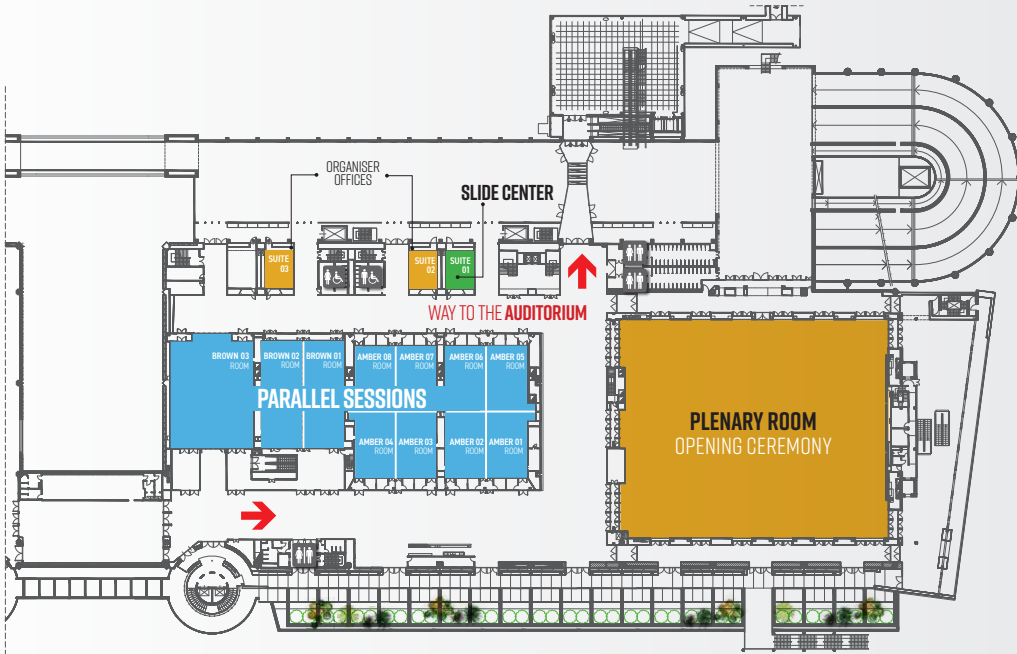 ORGANISER
OFFICES
SLIDE CENTER
SUITE
03
SUITE
02
SUITE
01
WAY TO THE AUDITORIUM
BROWN 03
ROOM
BROWN 02
ROOM
BROWN 01
ROOM
AMBER 08
ROOM
AMBER 07
ROOM
AMBER 06
ROOM
AMBER 05
ROOM
PARALLEL SESSIONS
AMBER 04
ROOM
AMBER 03
ROOM
AMBER 02
ROOM
AMBER 01
ROOM
PLENARY ROOM
OPENING CEREMONY